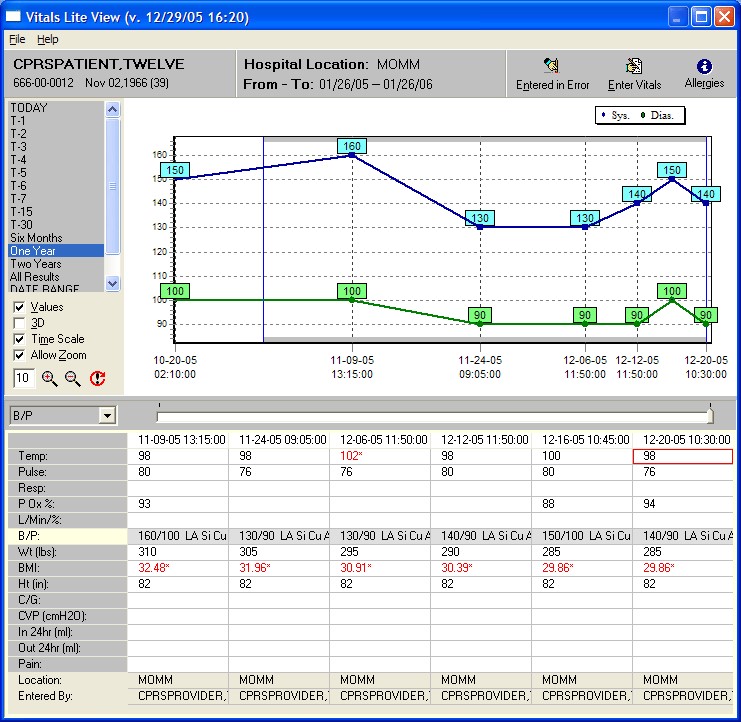 Vitals Lite View (v. 12/29/05 16:20)
File Help
CPRSPATIENT,TWELVE
666-00-0012 Nov 02,1966 (39)
Hospital Location: MOMM
From - To: 01/26/05 – 01/26/06
Entered in Error Enter Vitals Allergies
TODAY
T-1
T-2
T-3
T-4
T-5
T-6
T-7
T-15
T-30
Six Months
One Year
Two Years
All Results
DATE RANGE
Values
3D
Time Scale
Allow Zoom
10
Sys. Dias.
160
150
140
130
120
110
100
90
150 160 130 130 140 150 140
100 100 90 90 90 100 90
10-20-05 11-09-05 11-24-05 12-06-05 12-12-05 12-20-05
02:10:00 13:15:00 09:05:00 11:50:00 11:50:00 10:30:00
B/P
11-09-05 13:15:00 11-24-05 09:05:00 12-06-05 11:50:00 12-12-05 11:50:00 12-16-05 10:45:00 12-20-05 10:30:00
Temp: 98 98 102* 98 100 98
Pulse: 80 76 76 80 80 76
Resp:
P Ox %: 93 88 94
L/Min/%:
B/P: 160/100 LA Si Cu 130/90 LA Si Cu A 130/90 LA Si Cu A 140/90 LA Si Cu A 150/100 LA Si Cu 140/90 LA Si Cu A
Wt (lbs): 310 305 295 290 285 285
BMI: 32.48* 31.96* 30.91* 30.39* 29.86* 29.86*
Ht (in): 82 82 82 82 82 82
C/G:
CVP (cmH2O):
In 24hr (ml):
Out 24hr (ml):
Pain:
Location: MOMM MOMM MOMM MOMM MOMM MOMM
Entered By: CPRSPROVIDER, CPRSPROVIDER, CPRSPROVIDER, CPRSPROVIDER, CPRSPROVIDER, CPRSPROVIDER,